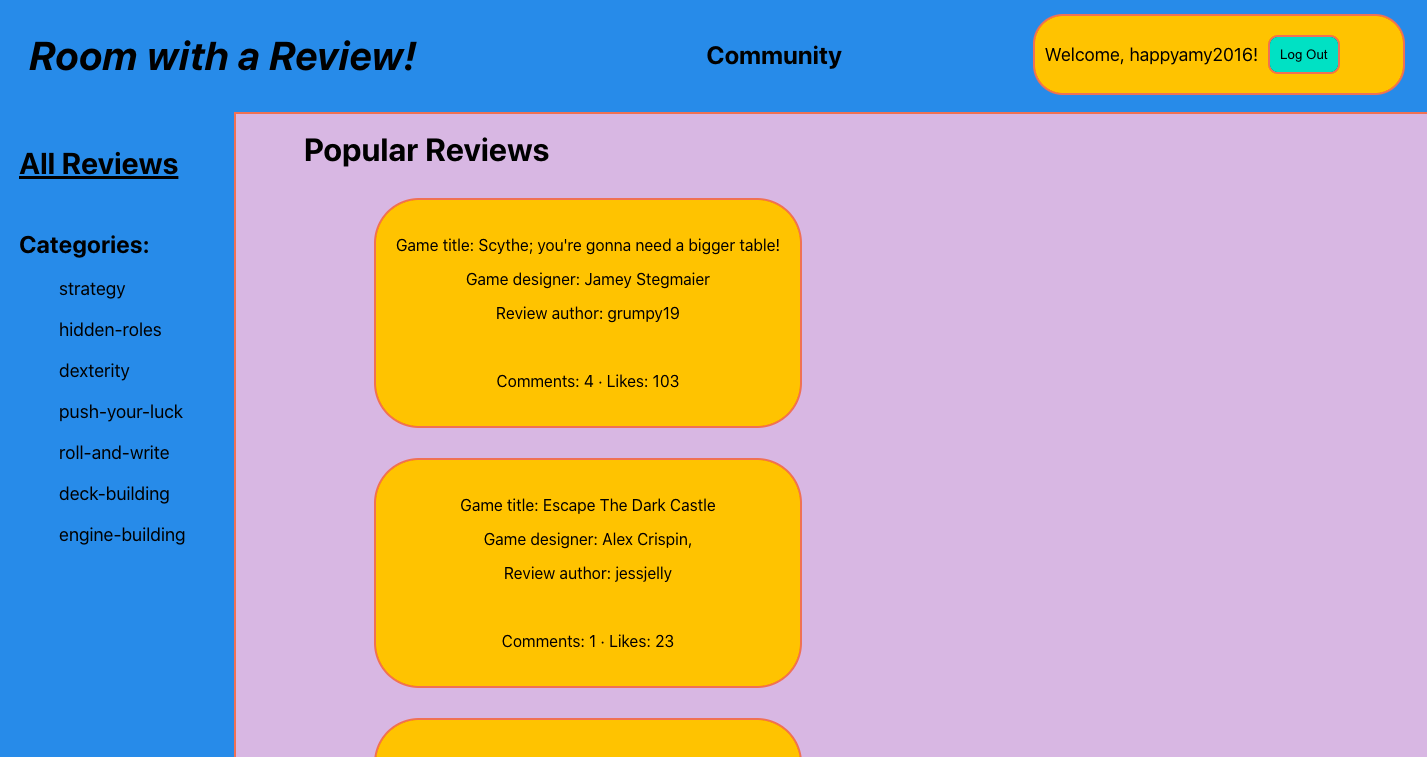 Room with a Review!
Community
Welcome, happyamy2016!
Log Out
All Reviews
Categories:
strategy
hidden-roles
dexterity
push-your-luck
roll-and-write
deck-building
engine-building
Popular Reviews
Game title: Scythe; you're gonna need a bigger table!
Game designer: Jamey Stegmaier
Review author: grumpy19
Comments: 4 · Likes: 103
Game title: Escape The Dark Castle
Game designer: Alex Crispin,
Review author: jessjelly
Comments: 1 · Likes: 23